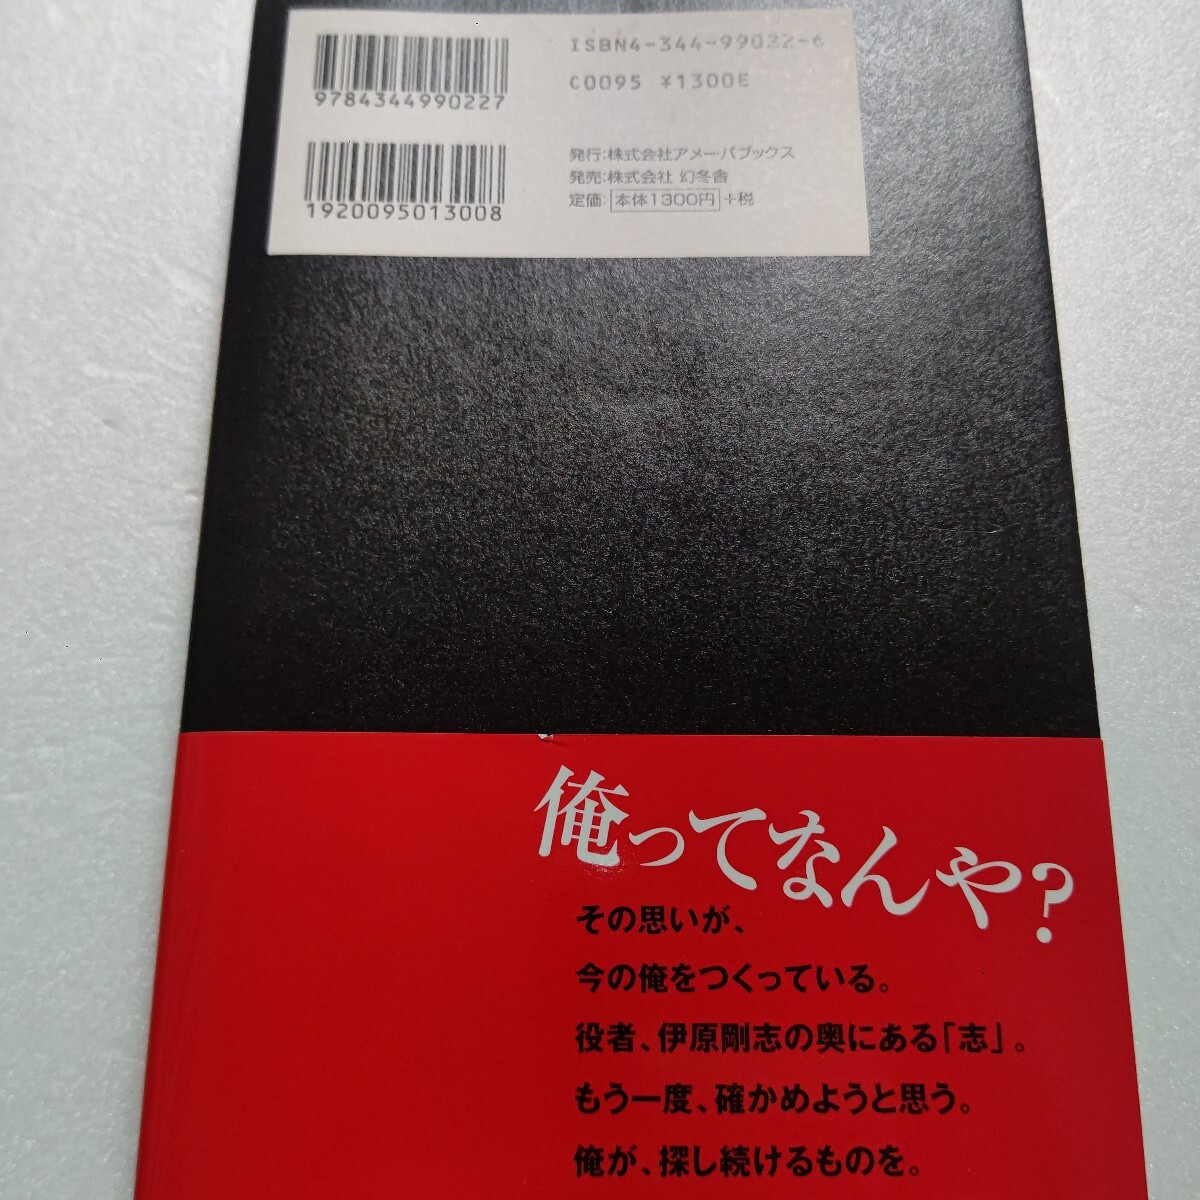 ISBN4-344-99022-6
C0095 ¥1300E
9784344990227
1920095013008
発行:株式会社アメーバブックス
発売:株式会社 幻冬舎
定価: 本体1300円 +税
俺ってなんや?
その思いが、
今の俺をつくっている。
役者、伊原剛志の奥にある「志」。
もう一度、確かめようと思う。
俺が、探し続けるものを。